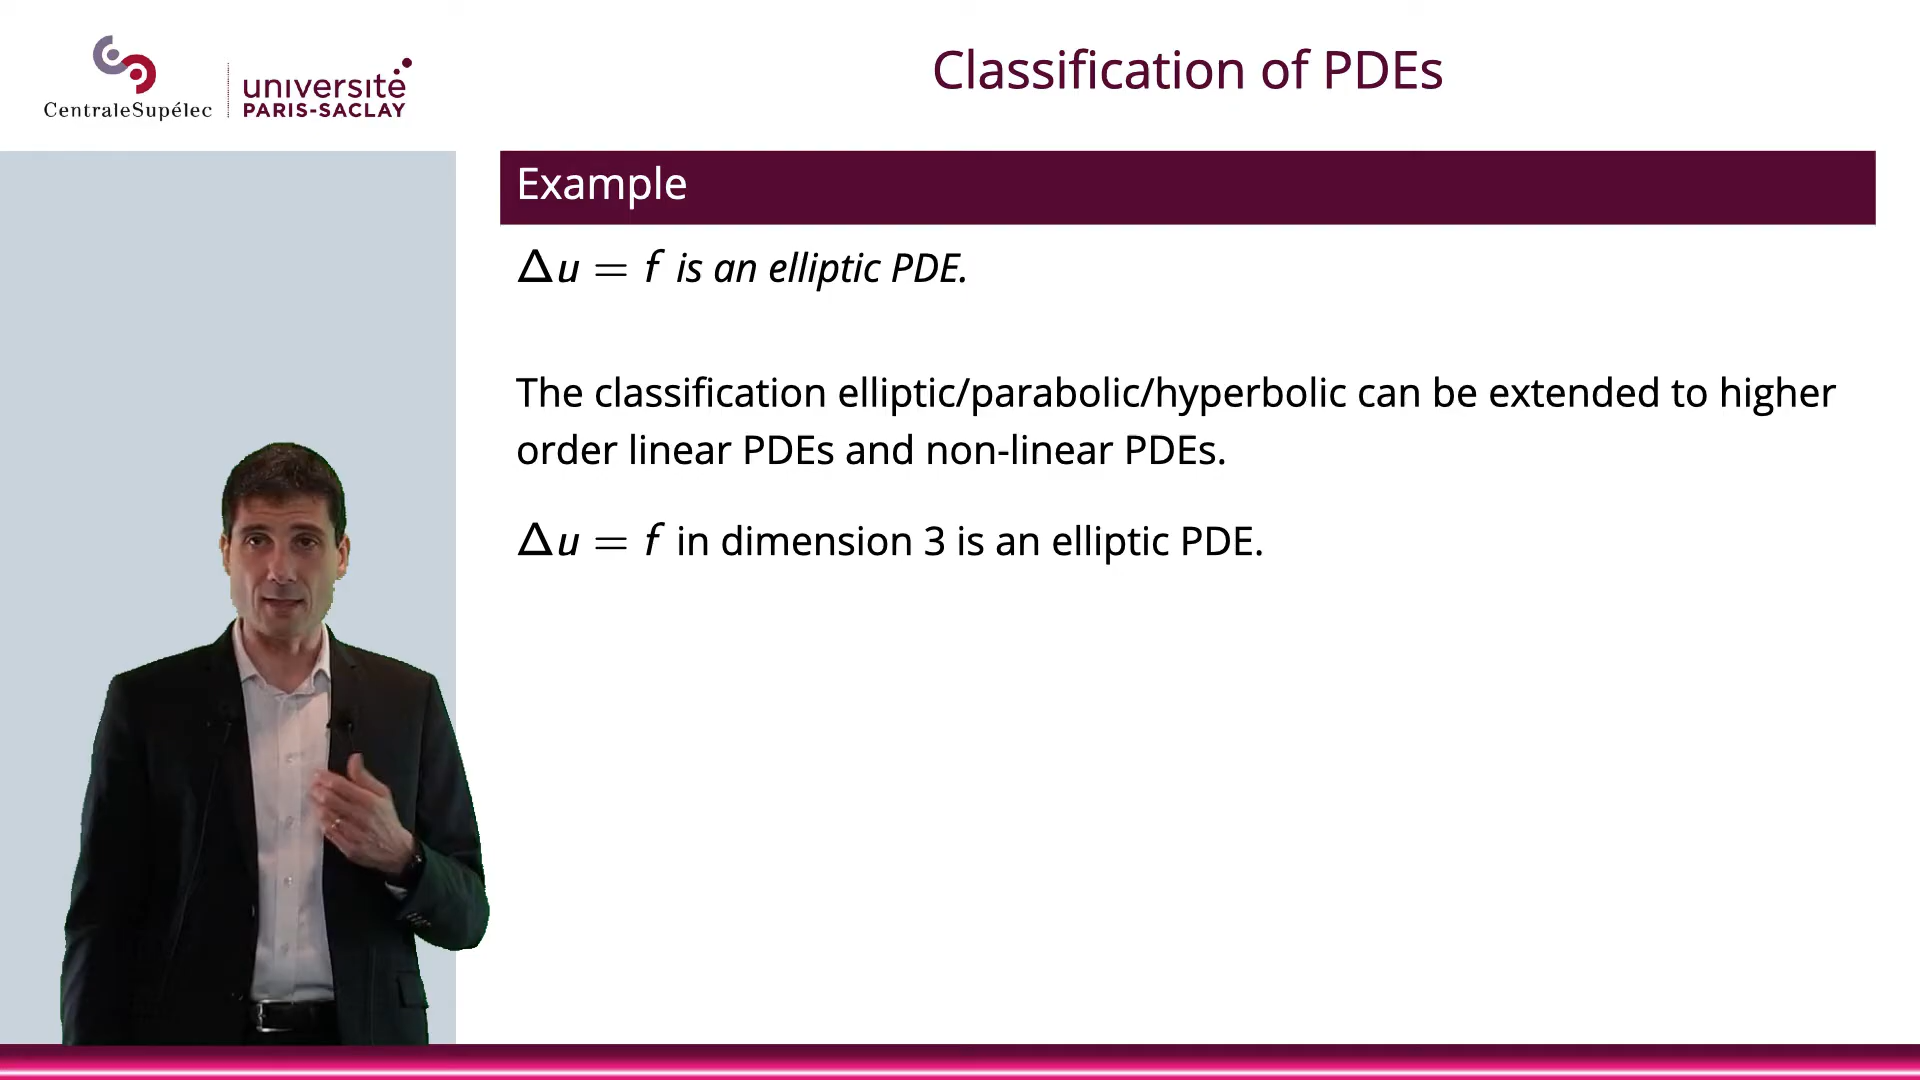 CentraleSupélec
université
PARIS-SACLAY
Classification of PDEs
Example
Δu = f is an elliptic PDE.
The classification elliptic/parabolic/hyperbolic can be extended to higher
order linear PDEs and non-linear PDEs.
Δu = f in dimension 3 is an elliptic PDE.